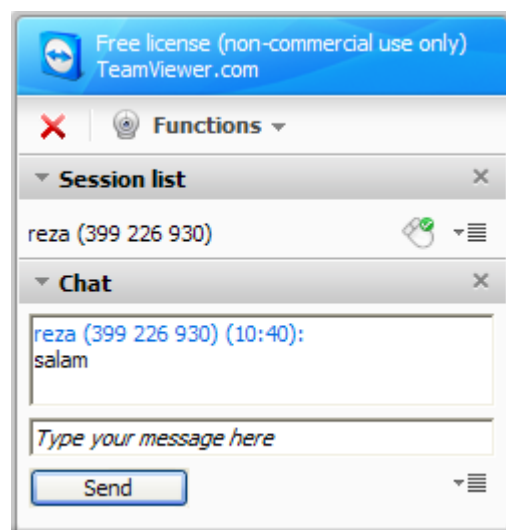 Free license (non-commercial use only)
TeamViewer.com
Functions
Session list
reza (399 226 930)
Chat
reza (399 226 930) (10:40):
salam
Type your message here
Send